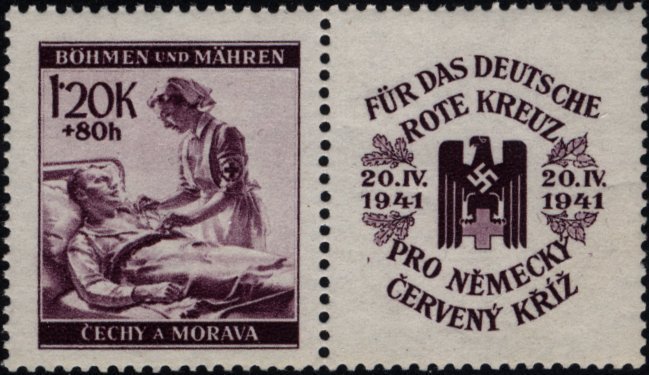 BÖHMEN UND MÄHREN
1·20K
+80h
ČECHY A MORAVA
FÜR DAS DEUTSCHE
ROTE KREUZ
20.IV. 20.IV.
1941 1941
PRO NĚMECKÝ
ČERVENÝ KŘÍŽ